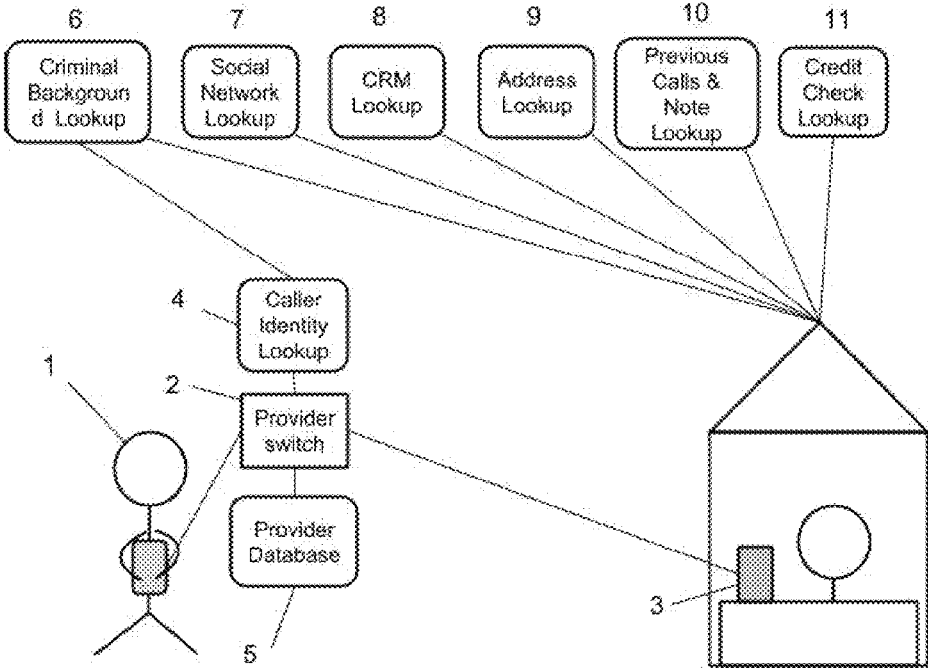 6
7
8
9
10
11
Criminal
Backgroun
d Lookup
Social
Network
Lookup
CRM
Lookup
Address
Lookup
Previous
Calls &
Note
Lookup
Credit
Check
Lookup
4
Caller
Identity
Lookup
1
2
Provider
switch
Provider
Database
3
5